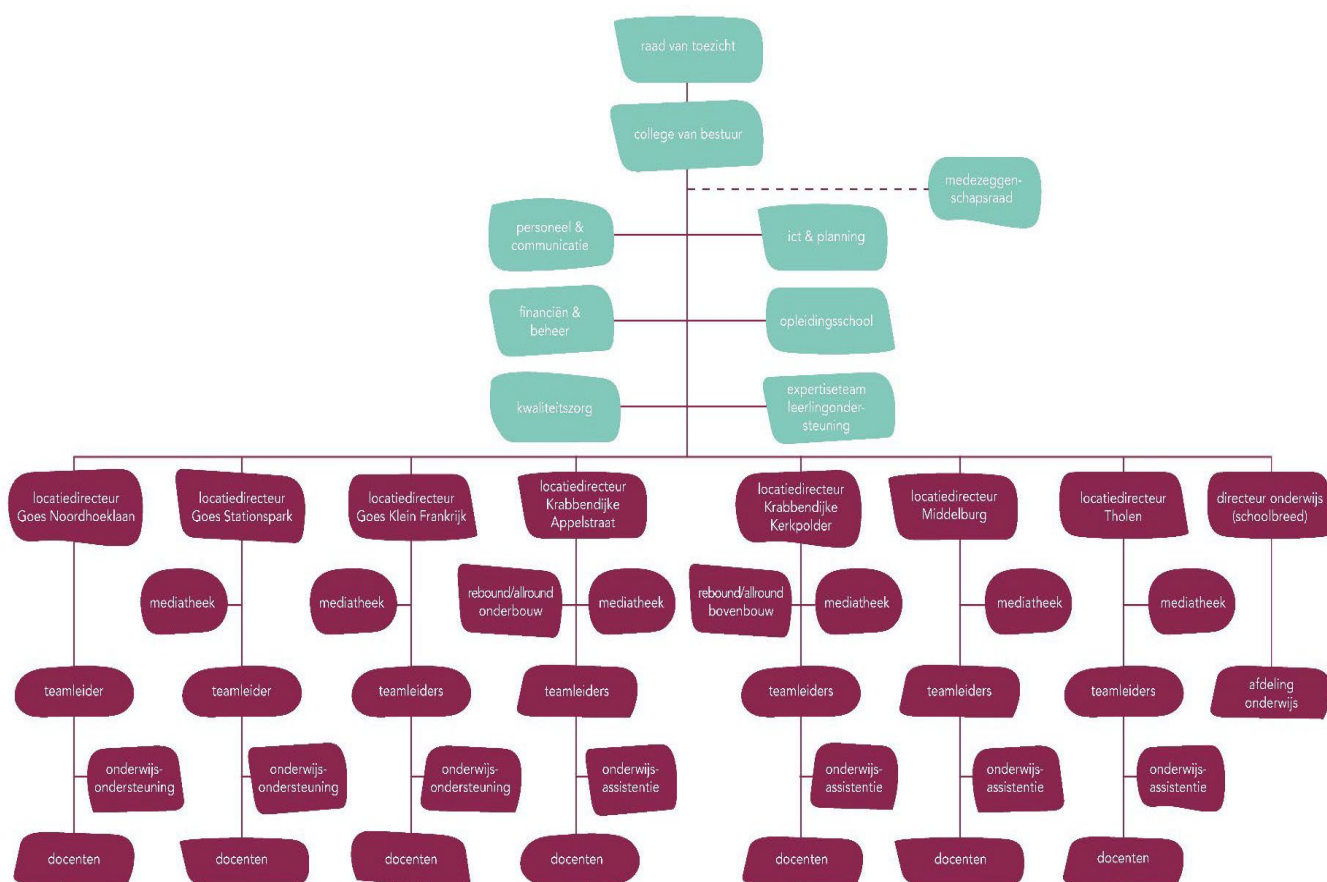 raad van toezicht
college van bestuur
medezeggen-
schapsraad
personeel &
communicatie
ict & planning
financiën &
beheer
opleidingsschool
kwaliteitszorg
expertiseteam
leerlingonder-
steuning
locatiedirecteur
Goes Noordhoeklaan
locatiedirecteur
Goes Stationspark
locatiedirecteur
Goes Klein Frankrijk
locatiedirecteur
Krabbendijke
Appelstraat
locatiedirecteur
Krabbendijke
Kerkpolder
locatiedirecteur
Middelburg
locatiedirecteur
Tholen
directeur onderwijs
(schoolbreed)
mediatheek
mediatheek
rebound/allround
onderbouw
mediatheek
rebound/allround
bovenbouw
mediatheek
mediatheek
mediatheek
teamleider
teamleider
teamleiders
teamleiders
teamleiders
teamleiders
teamleiders
afdeling
onderwijs
onderwijs-
ondersteuning
onderwijs-
ondersteuning
onderwijs-
ondersteuning
onderwijs-
assistentie
onderwijs-
assistentie
onderwijs-
assistentie
onderwijs-
assistentie
docenten
docenten
docenten
docenten
docenten
docenten
docenten